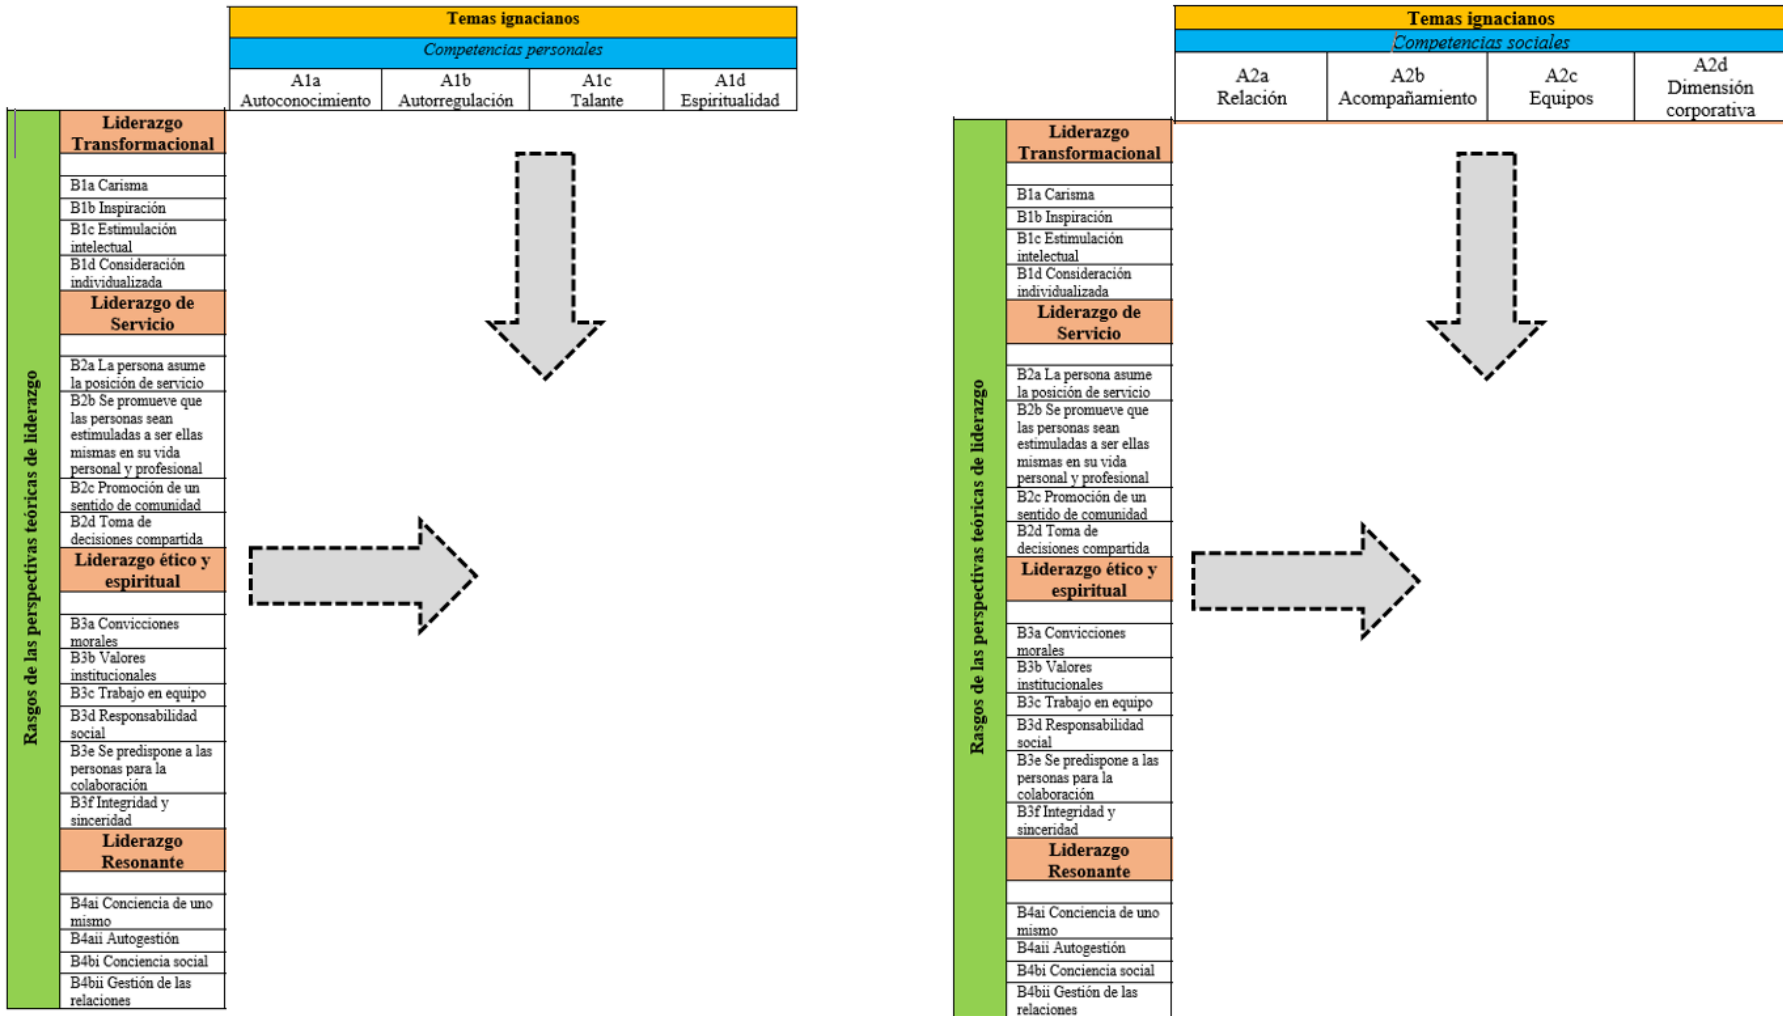 Temas ignacianos
Competencias personales
A1a
Autoconocimiento
A1b
Autorregulación
A1c
Talante
A1d
Espiritualidad
Rasgos de las perspectivas teóricas de liderazgo
Liderazgo
Transformacional
B1a Carisma
B1b Inspiración
B1c Estimulación
intelectual
B1d Consideración
individualizada
Liderazgo de
Servicio
B2a La persona asume
la posición de servicio
B2b Se promueve que
las personas sean
estimuladas a ser ellas
mismas en su vida
personal y profesional
B2c Promoción de un
sentido de comunidad
B2d Toma de
decisiones compartida
Liderazgo ético y
espiritual
B3a Convicciones
morales
B3b Valores
institucionales
B3c Trabajo en equipo
B3d Responsabilidad
social
B3e Se predispone a las
personas para la
colaboración
B3f Integridad y
sinceridad
Liderazgo
Resonante
B4ai Conciencia de uno
mismo
B4aii Autogestión
B4bi Conciencia social
B4bii Gestión de las
relaciones
Temas ignacianos
Competencias sociales
A2a
Relación
A2b
Acompañamiento
A2c
Equipos
A2d
Dimensión
corporativa
Rasgos de las perspectivas teóricas de liderazgo
Liderazgo
Transformacional
B1a Carisma
B1b Inspiración
B1c Estimulación
intelectual
B1d Consideración
individualizada
Liderazgo de
Servicio
B2a La persona asume
la posición de servicio
B2b Se promueve que
las personas sean
estimuladas a ser ellas
mismas en su vida
personal y profesional
B2c Promoción de un
sentido de comunidad
B2d Toma de
decisiones compartida
Liderazgo ético y
espiritual
B3a Convicciones
morales
B3b Valores
institucionales
B3c Trabajo en equipo
B3d Responsabilidad
social
B3e Se predispone a las
personas para la
colaboración
B3f Integridad y
sinceridad
Liderazgo
Resonante
B4ai Conciencia de uno
mismo
B4aii Autogestión
B4bi Conciencia social
B4bii Gestión de las
relaciones